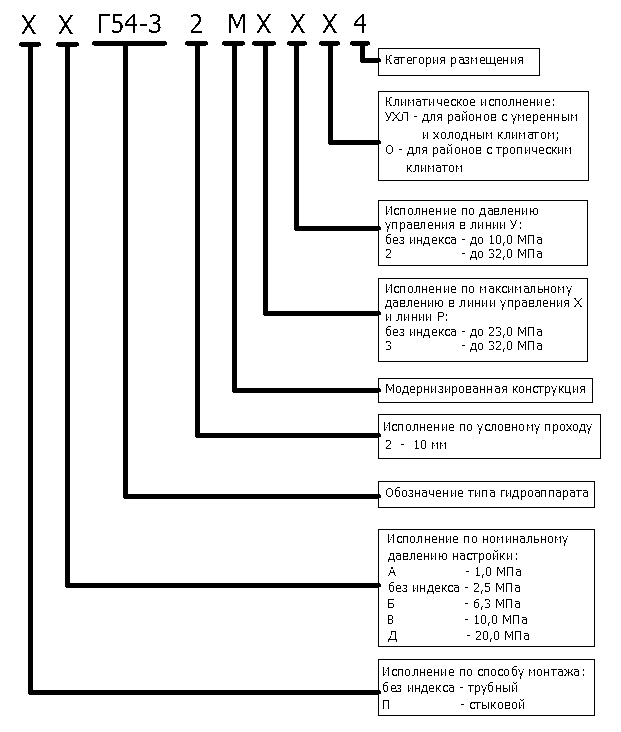 Х Х Г54-3 2 М Х Х Х 4
Категория размещения
Климатическое исполнение:
УХЛ - для районов с умеренным
и холодным климатом;
О - для районов с тропическим
климатом
Исполнение по давлению
управления в линии У:
без индекса - до 10,0 МПа
2 - до 32,0 МПа
Исполнение по максимальному
давлению в линии управления Х
и линии Р:
без индекса - до 23,0 МПа
3 - до 32,0 МПа
Модернизированная конструкция
Исполнение по условному проходу
2 - 10 мм
Обозначение типа гидроаппарата
Исполнение по номинальному
давлению настройки:
А - 1,0 МПа
без индекса - 2,5 МПа
Б - 6,3 МПа
В - 10,0 МПа
Д - 20,0 МПа
Исполнение по способу монтажа:
без индекса - трубный
П - стыковой